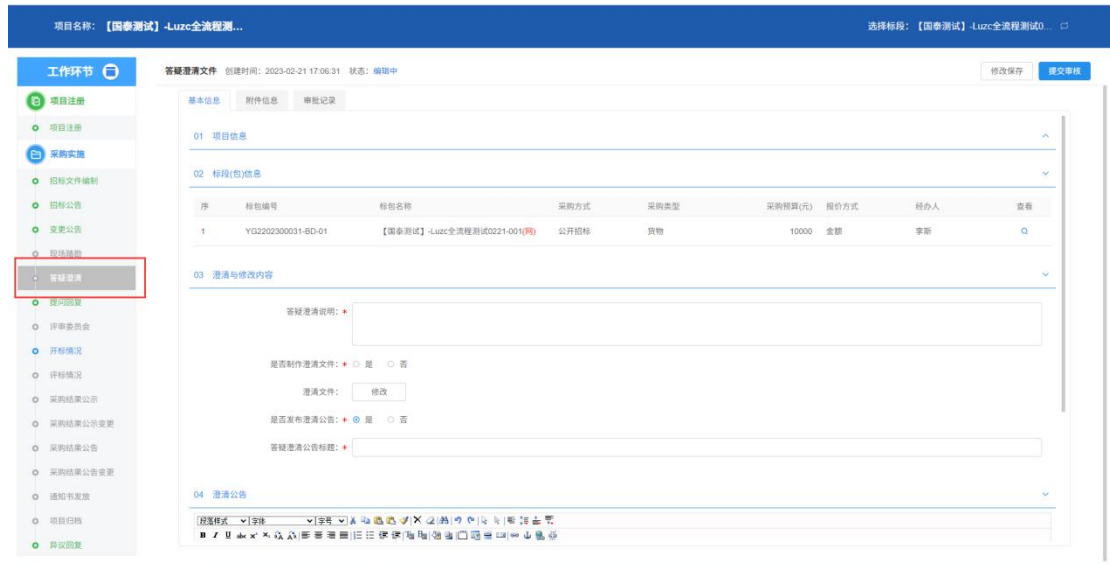 项目名称: 【国泰测试】-Luzc全流程测...
选择标段: 【国泰测试】-Luzc全流程测试0...
工作环节
项目注册
项目注册
采购实施
招标文件编制
招标公告
变更公告
现场踏勘
答疑澄清
提问回复
评审委员会
开标情况
评标情况
采购结果公示
采购结果公示变更
采购结果公告
采购结果公告变更
通知书发放
项目归档
异议回复
答疑澄清文件 创建时间: 2023-02-21 17:06:31 状态: 编辑中
修改保存 提交审核
基本信息 附件信息 审批记录
01 项目信息
02 标段(包)信息
序 标包编号 标包名称 采购方式 采购类型 采购预算(元) 报价方式 经办人 查看
1 YG2202300031-BD-01 【国泰测试】-Luzc全流程测试0221-001(网) 公开招标 货物 10000 金额 李斯
03 澄清与修改内容
答疑澄清说明: *
是否制作澄清文件: * 是 否
澄清文件: 修改
是否发布澄清公告: * 是 否
答疑澄清公告标题: *
04 澄清公告
段落样式 字体 字号
B I U abc x² x₂